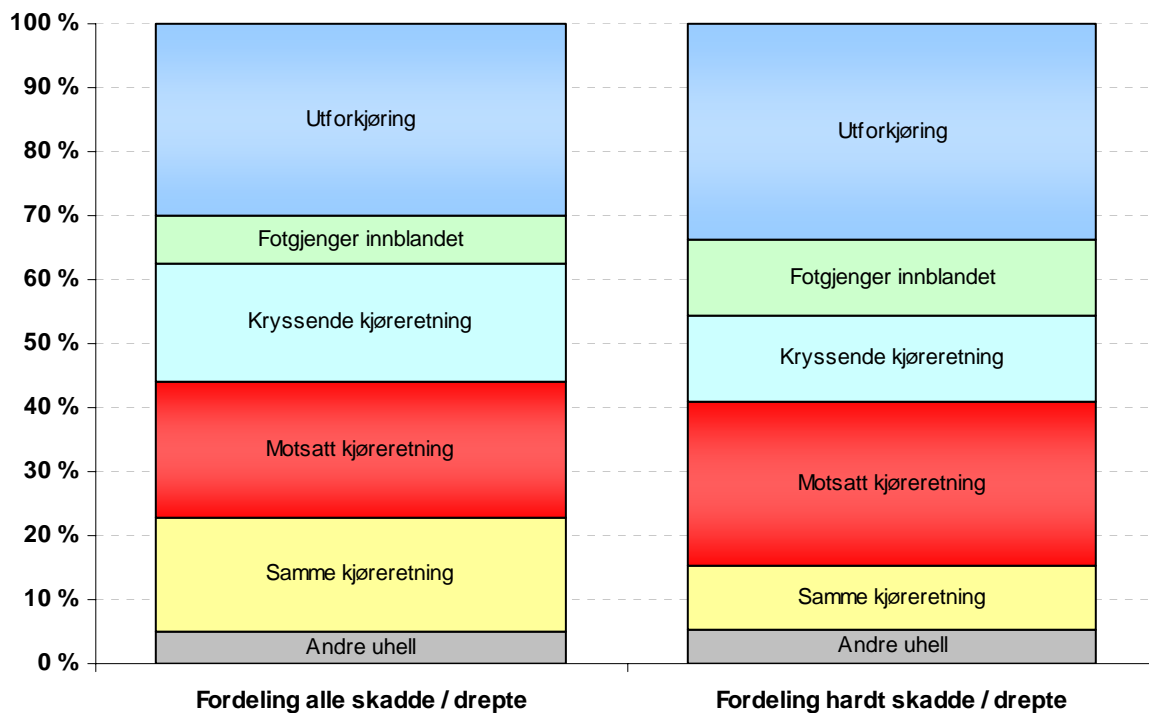 100 %
90 %
80 %
70 %
60 %
50 %
40 %
30 %
20 %
10 %
0 %
Utforkjøring
Fotgjenger innblandet
Kryssende kjøreretning
Motsatt kjøreretning
Samme kjøreretning
Andre uhell
Utforkjøring
Fotgjenger innblandet
Kryssende kjøreretning
Motsatt kjøreretning
Samme kjøreretning
Andre uhell
Fordeling alle skadde / drepte
Fordeling hardt skadde / drepte